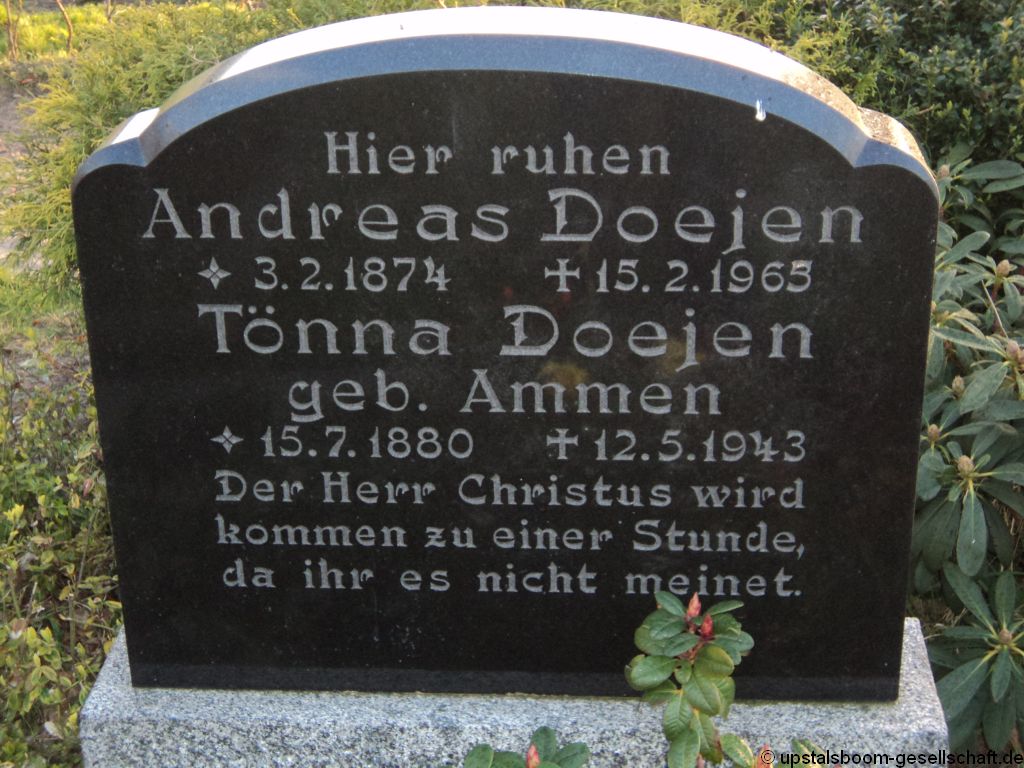 Hier ruhen
Andreas Doejen
✧ 3.2.1874 ✝ 15.2.1965
Tönna Doejen
geb. Ammen
✧ 15.7.1880 ✝ 12.5.1943
Der Herr Christus wird
kommen zu einer Stunde,
da ihr es nicht meinet.
© upstalsboom-gesellschaft.de